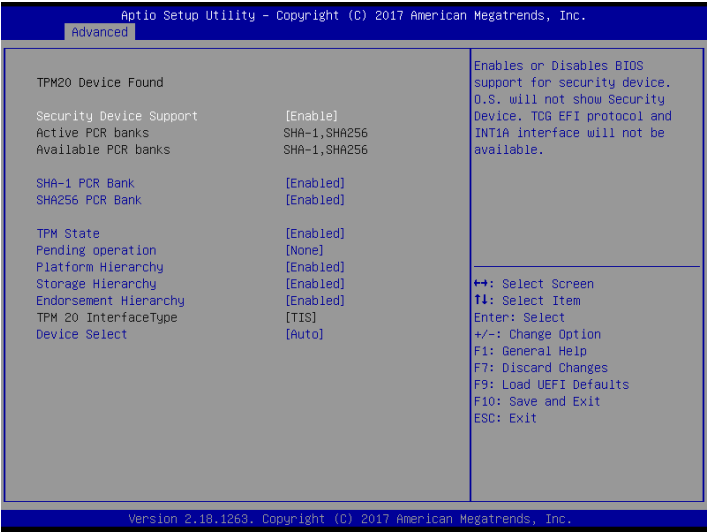 Aptio Setup Utility – Copyright (C) 2017 American Megatrends, Inc.
Advanced
TPM20 Device Found
Security Device Support [Enable]
Active PCR banks SHA-1,SHA256
Available PCR banks SHA-1,SHA256
SHA-1 PCR Bank [Enabled]
SHA256 PCR Bank [Enabled]
TPM State [Enabled]
Pending operation [None]
Platform Hierarchy [Enabled]
Storage Hierarchy [Enabled]
Endorsement Hierarchy [Enabled]
TPM 20 InterfaceType [TIS]
Device Select [Auto]
Enables or Disables BIOS
support for security device.
O.S. will not show Security
Device. TCG EFI protocol and
INT1A interface will not be
available.
↔: Select Screen
↑↓: Select Item
Enter: Select
+/-: Change Option
F1: General Help
F7: Discard Changes
F9: Load UEFI Defaults
F10: Save and Exit
ESC: Exit
Version 2.18.1263. Copyright (C) 2017 American Megatrends, Inc.